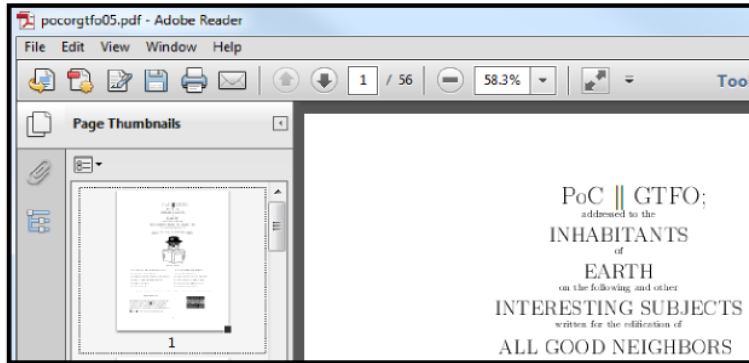 pocorgtfo05.pdf - Adobe Reader
File Edit View Window Help
1 / 56 58.3% Too
Page Thumbnails
1
PoC || GTFO;
addressed to the
INHABITANTS
of
EARTH
on the following and other
INTERESTING SUBJECTS
written for the edification of
ALL GOOD NEIGHBORS